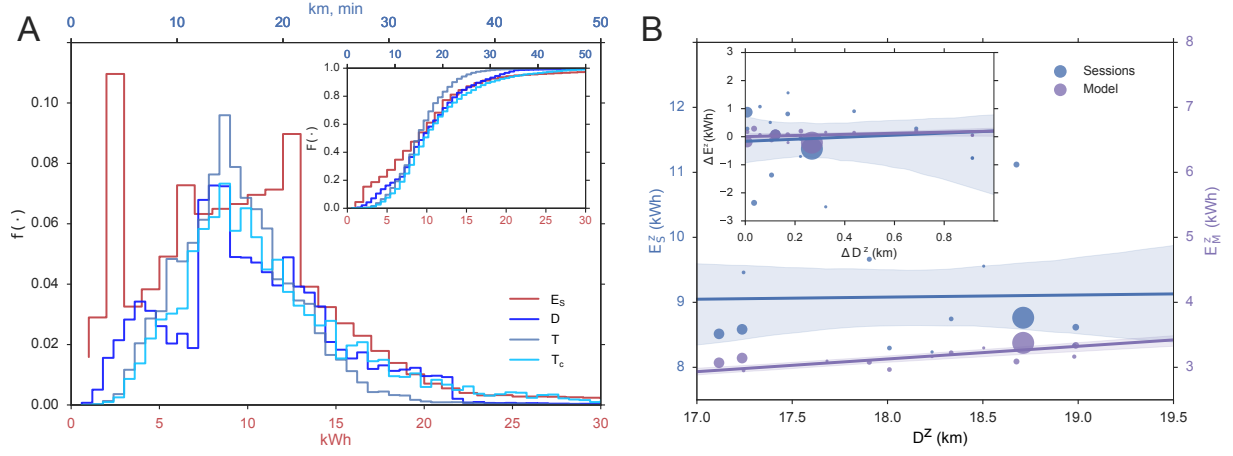 A
km, min
0 10 20 30 40 50
f ( · )
0.10
0.08
0.06
0.04
0.02
0.00
0 5 10 15 20 25 30
kWh
0 10 20 30 40 50
F ( · )
1.0
0.8
0.6
0.4
0.2
0.0
0 5 10 15 20 25 30
E_S
D
T
T_c
B
E_S^z (kWh)
12
11
10
9
8
17.0 17.5 18.0 18.5 19.0 19.5
D^z (km)
8
7
6
5
4
3
E_M^z (kWh)
Sessions
Model
Δ E^z (kWh)
3
2
1
0
−1
−2
−3
0.0 0.2 0.4 0.6 0.8
Δ D^z (km)